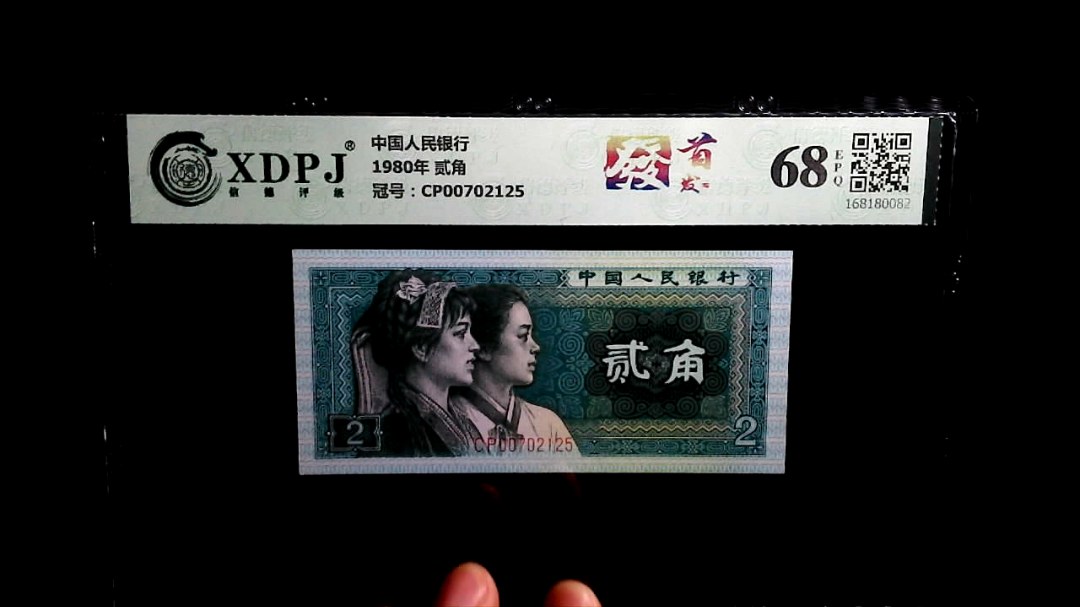 XDPJ®
信德评级
中国人民银行
1980年 贰角
冠号：CP00702125
發
首发
68
EPQ
168180082
中国人民银行
贰角
2
2
CP00702125